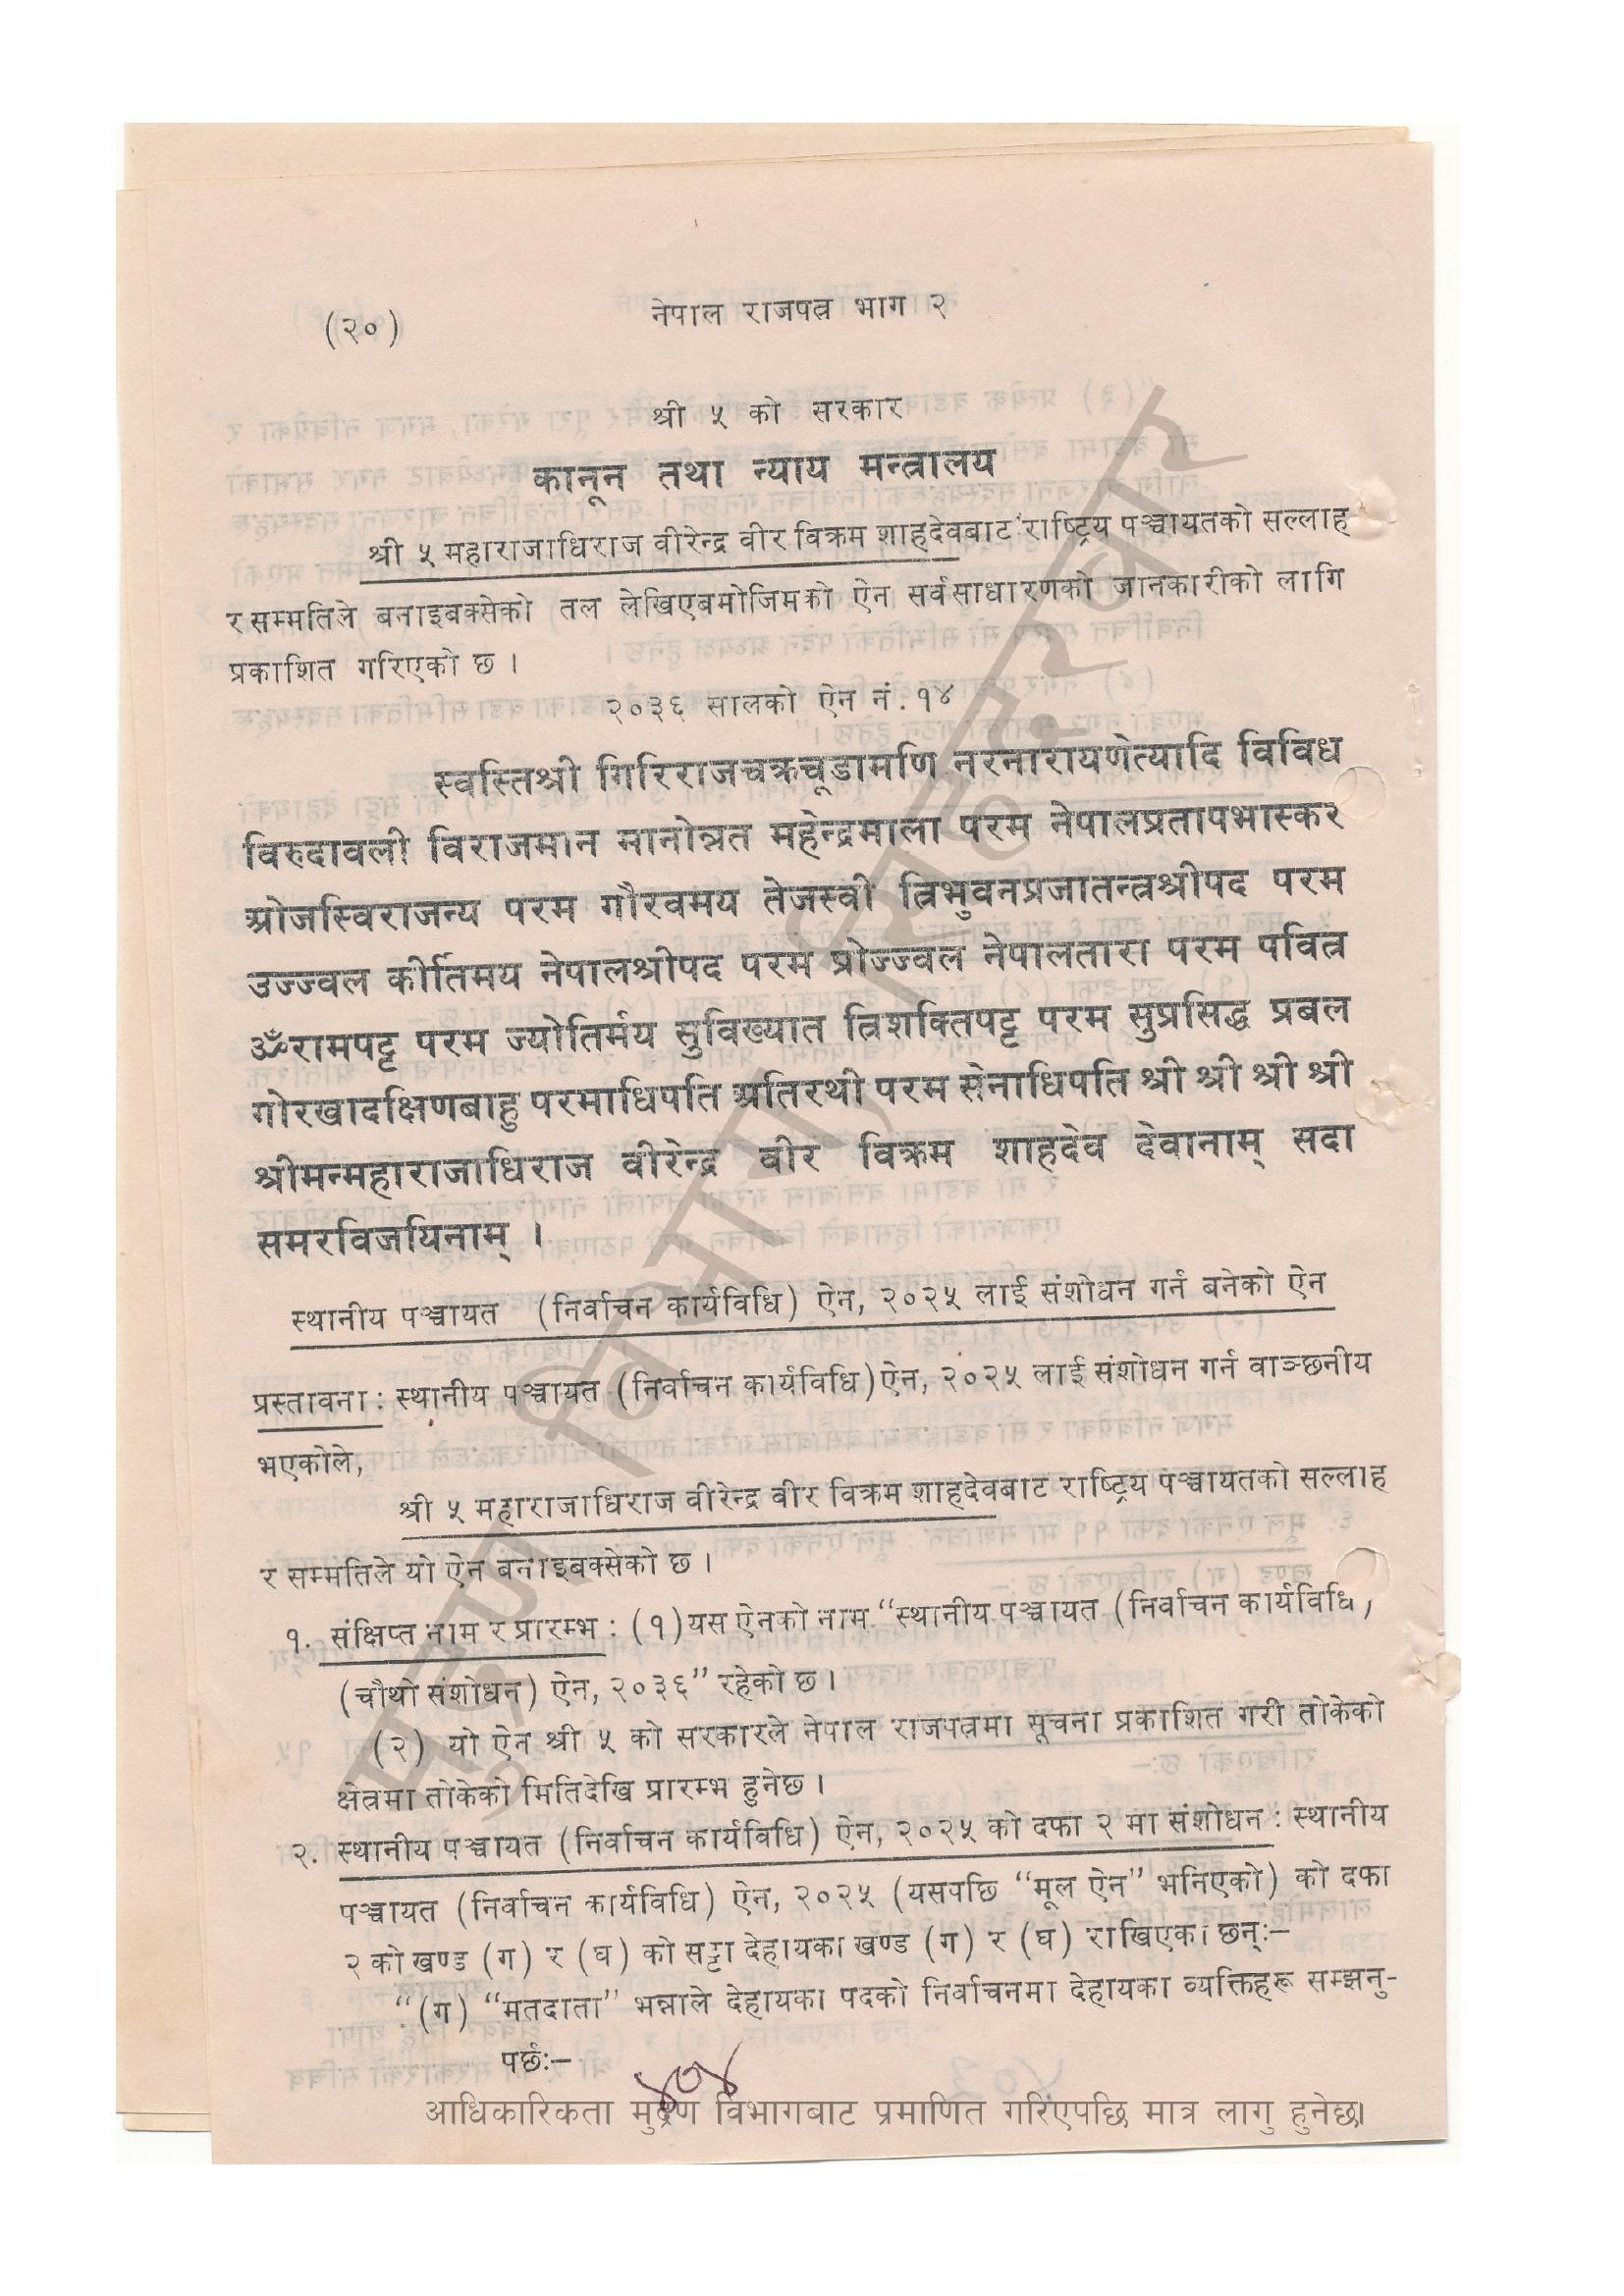 (२०)
नेपाल राजपत्र भाग २
श्री ५ को सरकार
कानून तथा न्याय मन्त्रालय
श्री ५ महाराजाधिराज वीरेन्द्र वीर विक्रम शाहदेवबाट राष्ट्रिय पञ्चायतको सल्लाह
र सम्मतिले बनाइबक्सेको तल लेखिएबमोजिमको ऐन सर्वसाधारणको जानकारीको लागि
प्रकाशित गरिएको छ ।
२०३६ सालको ऐन नं. १४
स्वस्तिश्री गिरिराजचक्रचूडामणि नरनारायणेत्यादि विविध
विरुदावली विराजमान मानोन्नत महेन्द्रमाला परम नेपालप्रतापभास्कर
ओजस्विराजन्य परम गौरवमय तेजस्वी त्रिभुवनप्रजातन्त्रश्रीपद परम
उज्ज्वल कीर्तिमय नेपालश्रीपद परम प्रोज्ज्वल नेपालतारा परम पवित्र
ॐरामपट्ट परम ज्योतिर्मय सुविख्यात त्रिशक्तिपट्ट परम सुप्रसिद्ध प्रबल
गोरखादक्षिणबाहु परमाधिपति अतिरथी परम सेनाधिपति श्री श्री श्री श्री
श्रीमन्महाराजाधिराज वीरेन्द्र वीर विक्रम शाहदेव देवानाम् सदा
समरविजयिनाम् ।
स्थानीय पञ्चायत (निर्वाचन कार्यविधि) ऐन, २०२५ लाई संशोधन गर्न बनेको ऐन
प्रस्तावना : स्थानीय पञ्चायत (निर्वाचन कार्यविधि) ऐन, २०२५ लाई संशोधन गर्न वाञ्छनीय
भएकोले,
श्री ५ महाराजाधिराज वीरेन्द्र वीर विक्रम शाहदेवबाट राष्ट्रिय पञ्चायतको सल्लाह
र सम्मतिले यो ऐन बनाइबक्सेको छ ।
१. संक्षिप्त नाम र प्रारम्भ : (१) यस ऐनको नाम "स्थानीय पञ्चायत (निर्वाचन कार्यविधि)
(चौथो संशोधन) ऐन, २०३६" रहेको छ ।
(२) यो ऐन श्री ५ को सरकारले नेपाल राजपत्रमा सूचना प्रकाशित गरी तोकेको
क्षेत्रमा तोकेको मितिदेखि प्रारम्भ हुनेछ ।
२. स्थानीय पञ्चायत (निर्वाचन कार्यविधि) ऐन, २०२५ को दफा २ मा संशोधन : स्थानीय
पञ्चायत (निर्वाचन कार्यविधि) ऐन, २०२५ (यसपछि "मूल ऐन" भनिएको) को दफा
२ को खण्ड (ग) र (घ) को सट्टा देहायका खण्ड (ग) र (घ) राखिएका छन्:–
"(ग) "मतदाता" भन्नाले देहायका पदको निर्वाचनमा देहायका व्यक्तिहरू सम्झनु-
पर्छ:–
४०४
आधिकारिकता मुद्रण विभागबाट प्रमाणित गरिएपछि मात्र लागु हुनेछ।